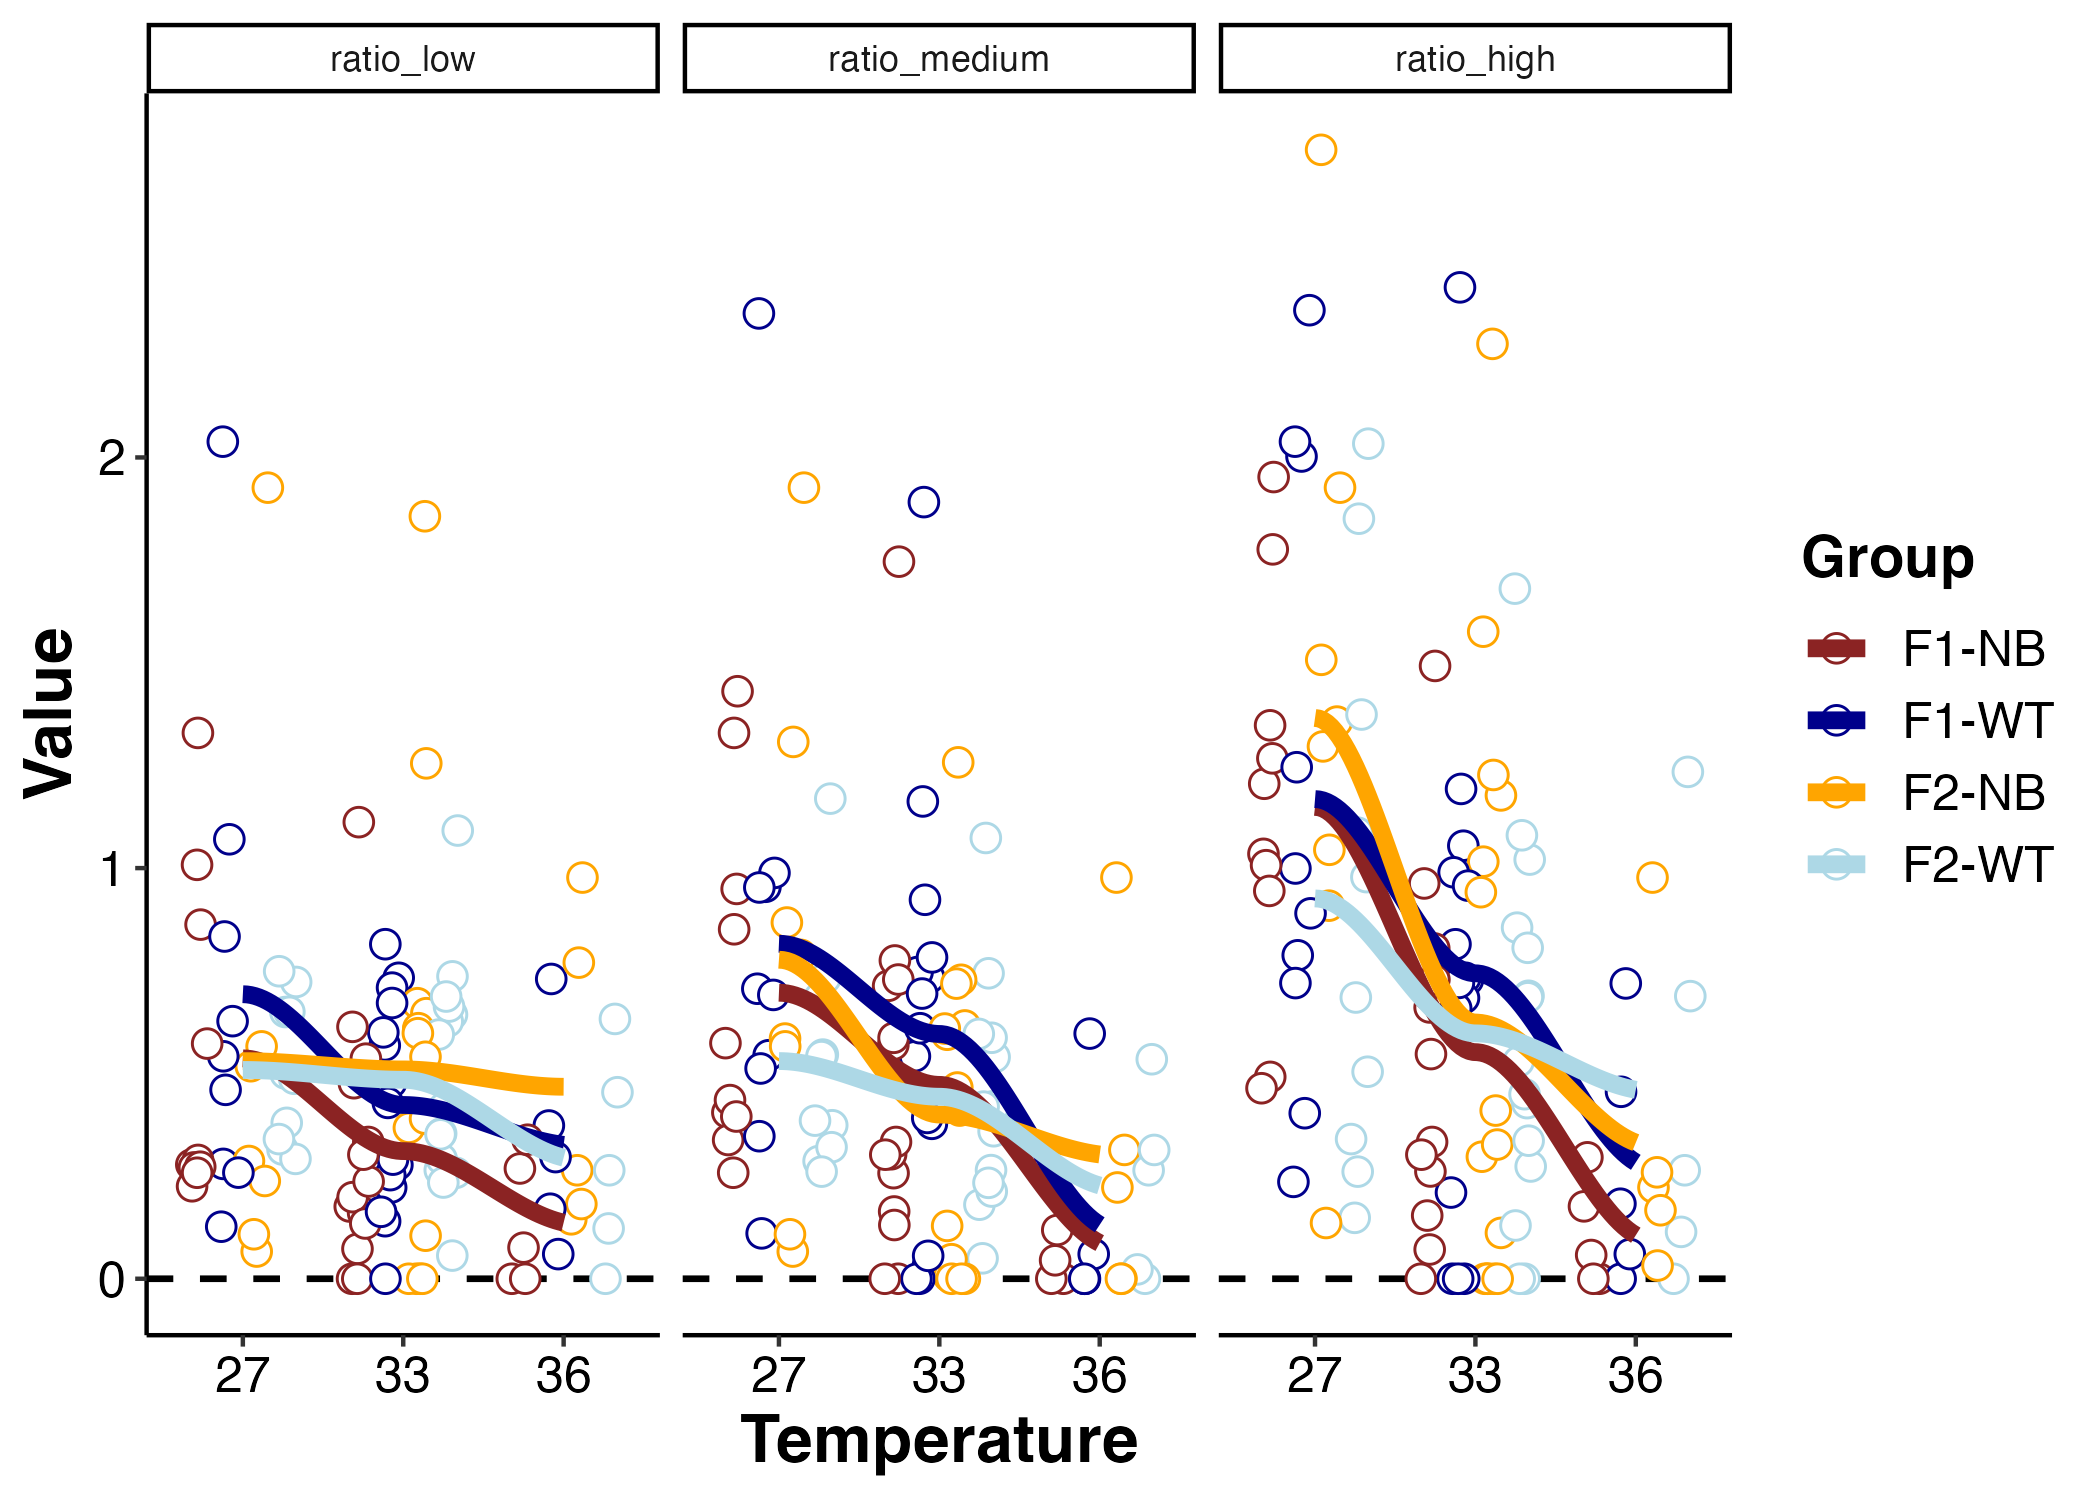 ratio_low ratio_medium ratio_high
Value
2
1
0
27 33 36 27 33 36 27 33 36
Temperature
Group
F1-NB
F1-WT
F2-NB
F2-WT